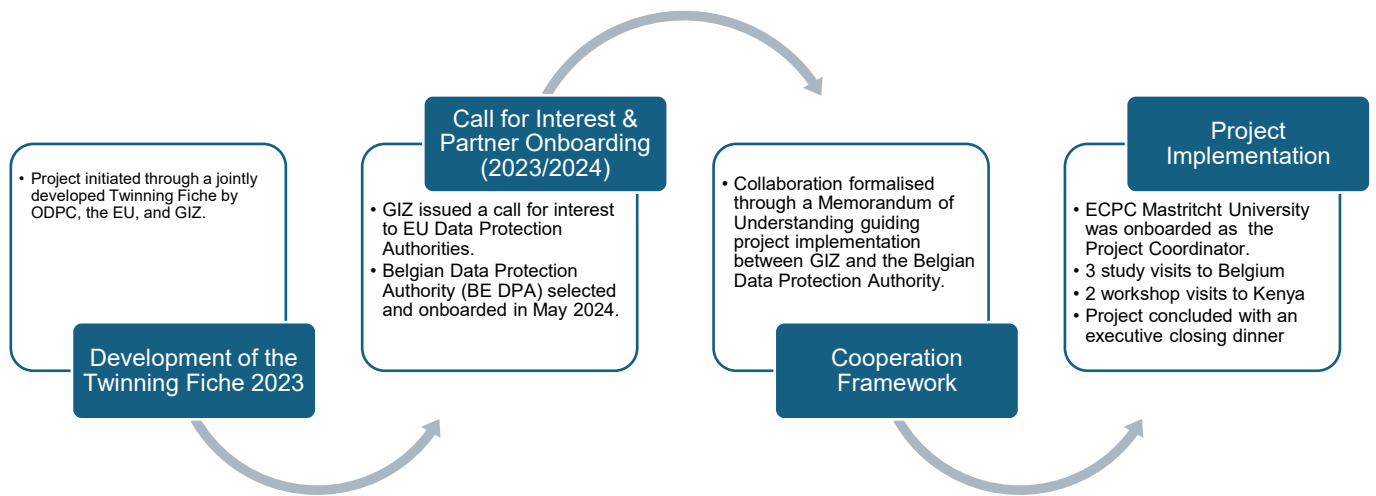 • Project initiated through a jointly
developed Twinning Fiche by
ODPC, the EU, and GIZ.
Development of the
Twinning Fiche 2023
Call for Interest &
Partner Onboarding
(2023/2024)
• GIZ issued a call for interest
to EU Data Protection
Authorities.
• Belgian Data Protection
Authority (BE DPA) selected
and onboarded in May 2024.
• Collaboration formalised
through a Memorandum of
Understanding guiding
project implementation
between GIZ and the Belgian
Data Protection Authority.
Cooperation
Framework
Project
Implementation
• ECPC Mastritcht University
was onboarded as the
Project Coordinator.
• 3 study visits to Belgium
• 2 workshop visits to Kenya
• Project concluded with an
executive closing dinner